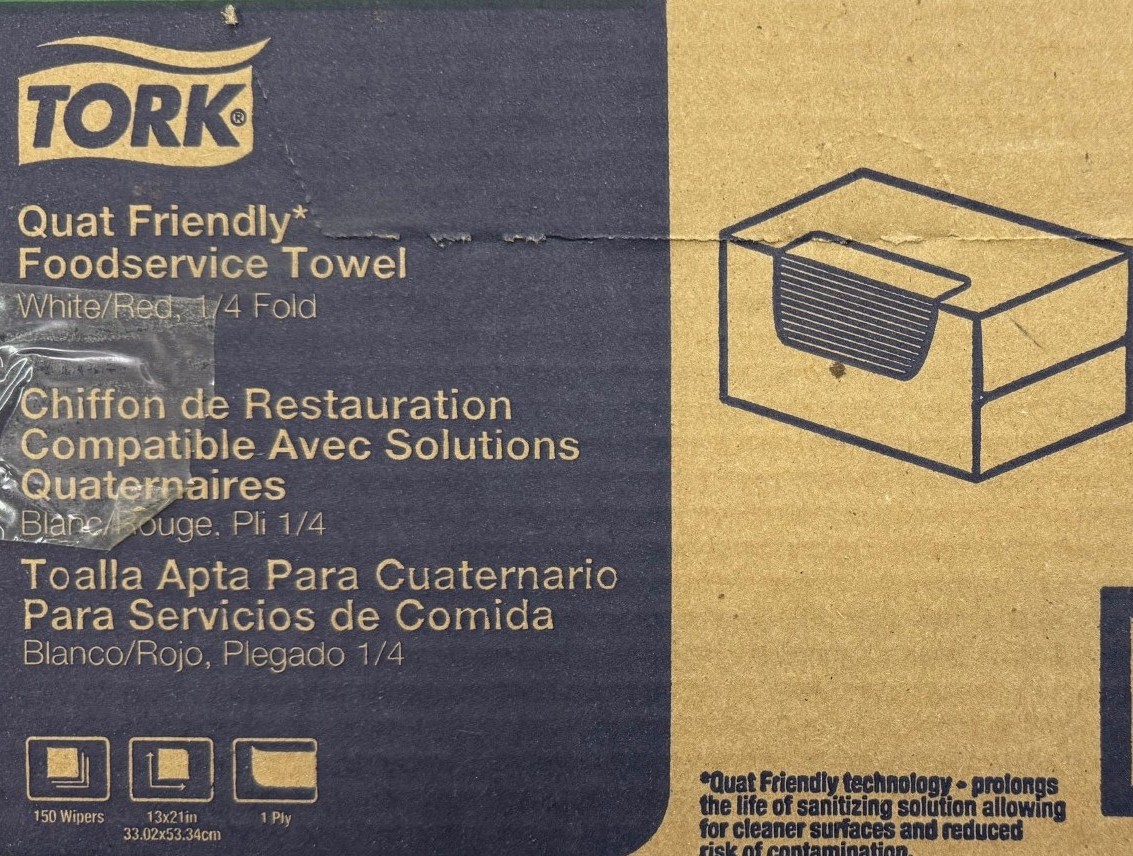 TORK®
Quat Friendly*
Foodservice Towel
White/Red, 1/4 Fold
Chiffon de Restauration
Compatible Avec Solutions
Quaternaires
Blanc/Rouge, Pli 1/4
Toalla Apta Para Cuaternario
Para Servicios de Comida
Blanco/Rojo, Plegado 1/4
150 Wipers
13x21in
33.02x53.34cm
1 Ply
*Quat Friendly technology - prolongs
the life of sanitizing solution allowing
for cleaner surfaces and reduced
risk of contamination.